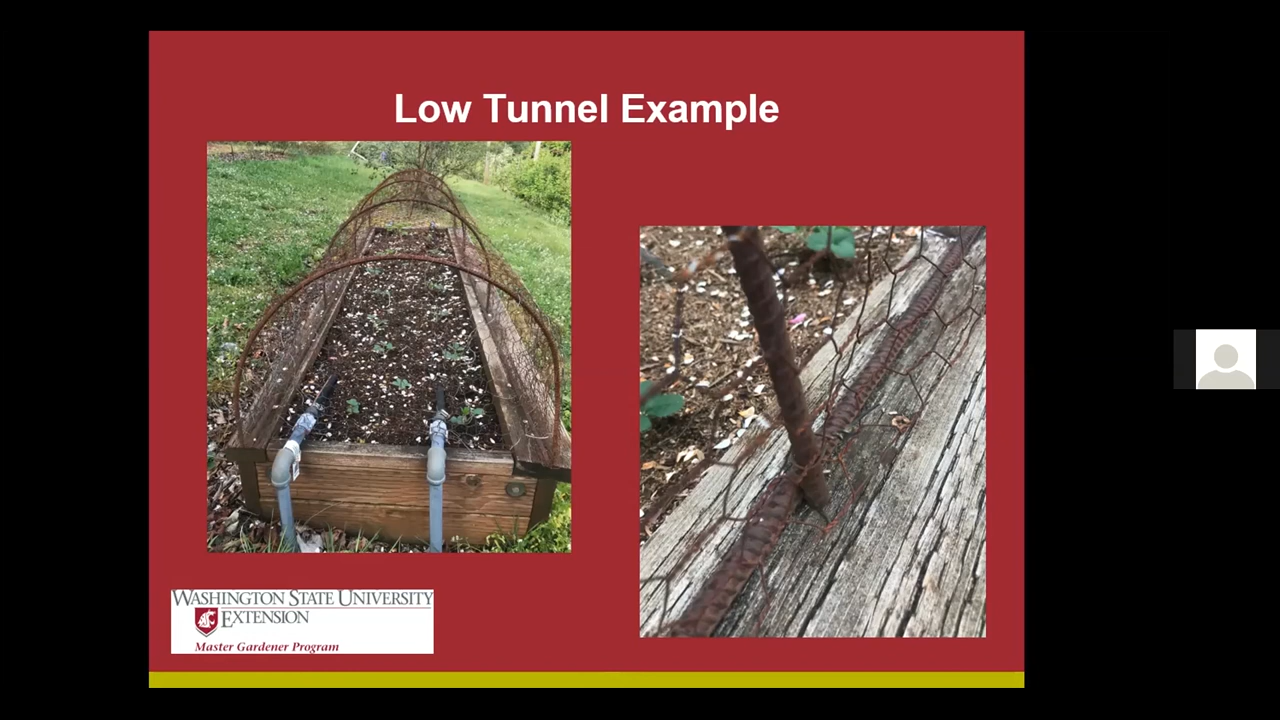 Low Tunnel Example
WASHINGTON STATE UNIVERSITY
EXTENSION
Master Gardener Program